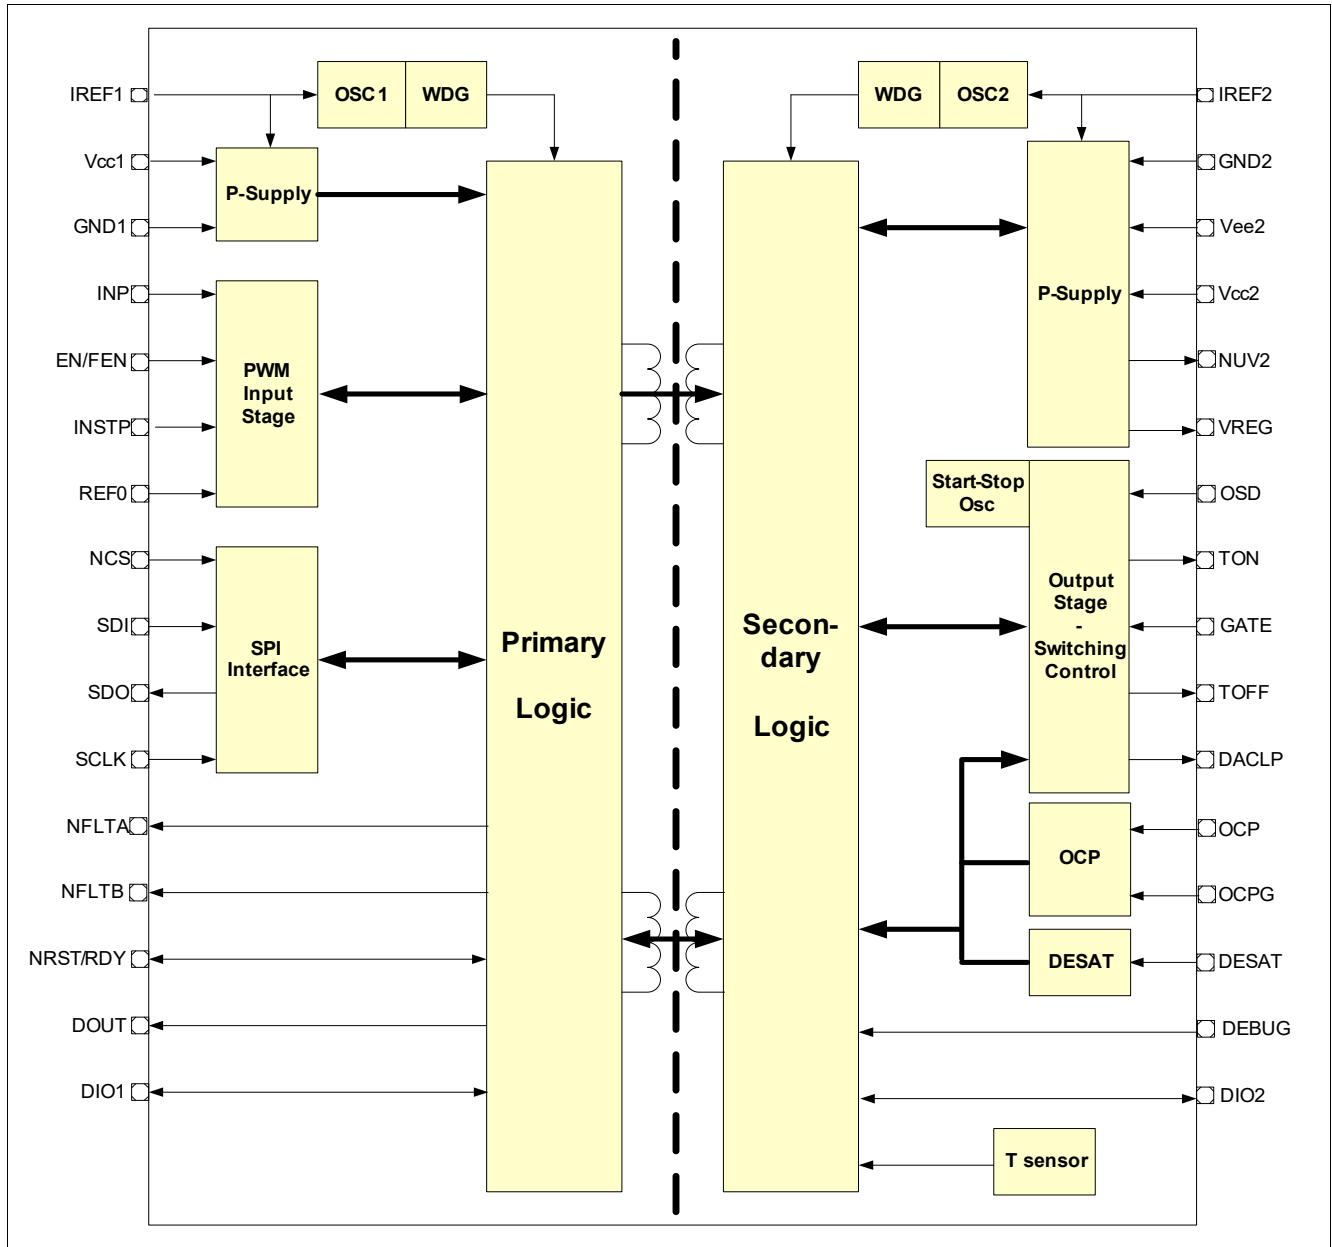 IREF1
Vcc1
GND1
INP
EN/FEN
INSTP
REF0
NCS
SDI
SDO
SCLK
NFLTA
NFLTB
NRST/RDY
DOUT
DIO1
OSC1
WDG
P-Supply
PWM
Input
Stage
SPI
Interface
Primary
Logic
Secon-
dary
Logic
WDG
OSC2
P-Supply
Start-Stop
Osc
Output
Stage
-
Switching
Control
OCP
DESAT
T sensor
IREF2
GND2
Vee2
Vcc2
NUV2
VREG
OSD
TON
GATE
TOFF
DACLP
OCP
OCPG
DESAT
DEBUG
DIO2